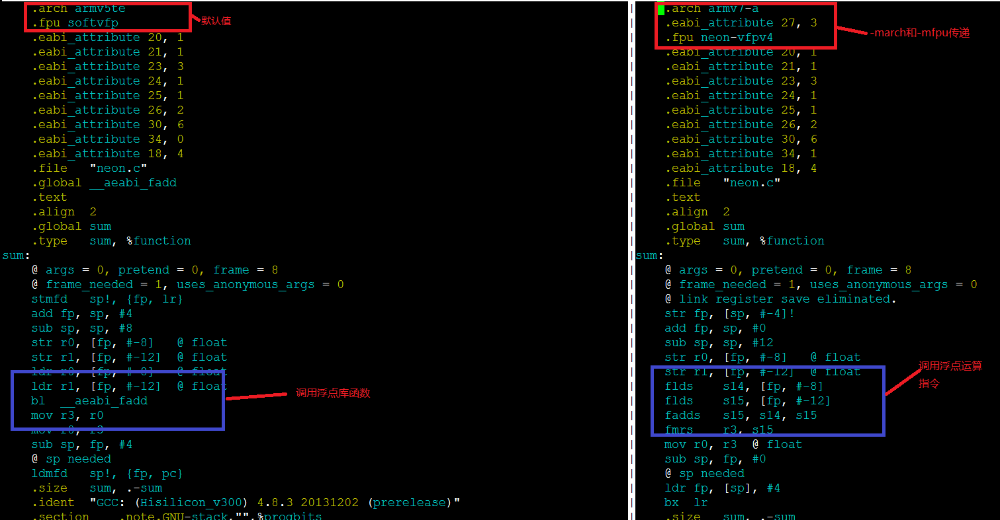 .arch armv5te
.fpu softvfp
默认值
.eabi_attribute 20, 1
.eabi_attribute 21, 1
.eabi_attribute 23, 3
.eabi_attribute 24, 1
.eabi_attribute 25, 1
.eabi_attribute 26, 2
.eabi_attribute 30, 6
.eabi_attribute 34, 0
.eabi_attribute 18, 4
.file "neon.c"
.global __aeabi_fadd
.text
.align 2
.global sum
.type sum, %function
sum:
@ args = 0, pretend = 0, frame = 8
@ frame_needed = 1, uses_anonymous_args = 0
stmfd sp!, {fp, lr}
add fp, sp, #4
sub sp, sp, #8
str r0, [fp, #-8] @ float
str r1, [fp, #-12] @ float
ldr r0, [fp, #-8] @ float
ldr r1, [fp, #-12] @ float
调用浮点库函数
bl __aeabi_fadd
mov r3, r0
mov r0, r3
sub sp, fp, #4
@ sp needed
ldmfd sp!, {fp, pc}
.size sum, .-sum
.ident "GCC: (Hisilicon_v300) 4.8.3 20131202 (prerelease)"
.section .note.GNU-stack,"",%progbits
.arch armv7-a
.eabi_attribute 27, 3
-march和-mfpu传递
.fpu neon-vfpv4
.eabi_attribute 20, 1
.eabi_attribute 21, 1
.eabi_attribute 23, 3
.eabi_attribute 24, 1
.eabi_attribute 25, 1
.eabi_attribute 26, 2
.eabi_attribute 30, 6
.eabi_attribute 34, 1
.eabi_attribute 18, 4
.file "neon.c"
.text
.align 2
.global sum
.type sum, %function
sum:
@ args = 0, pretend = 0, frame = 8
@ frame_needed = 1, uses_anonymous_args = 0
@ link register save eliminated.
str fp, [sp, #-4]!
add fp, sp, #0
sub sp, sp, #12
str r0, [fp, #-8] @ float
str r1, [fp, #-12] @ float
调用浮点运算
指令
flds s14, [fp, #-8]
flds s15, [fp, #-12]
fadds s15, s14, s15
fmrs r3, s15
mov r0, r3 @ float
sub sp, fp, #0
@ sp needed
ldr fp, [sp], #4
bx lr
.size sum, .-sum